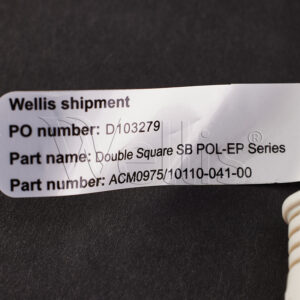 Wellis shipment
PO number: D103279
Part name: Double Square SB POL-EP Series
Part number: ACM0975/10110-041-00
Wellis®